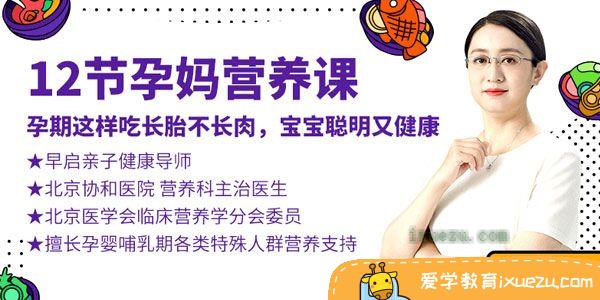 12节孕妈营养课
孕期这样吃长胎不长肉，宝宝聪明又健康
★早启亲子健康导师
★北京协和医院 营养科主治医生
★北京医学会临床营养学分会委员
★擅长孕婴哺乳期各类特殊人群营养支持
ixuezu.com
爱学教育ixuezu.com